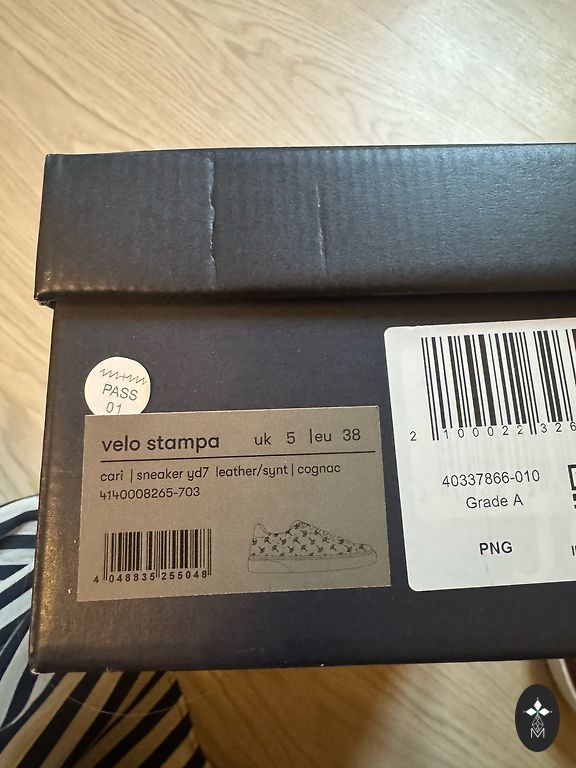 PASS
01
velo stampa uk 5 |eu 38
cari | sneaker yd7 leather/synt | cognac
4140008265-703
4 048835 255048
2 100022 326
40337866-010
Grade A
PNG
M